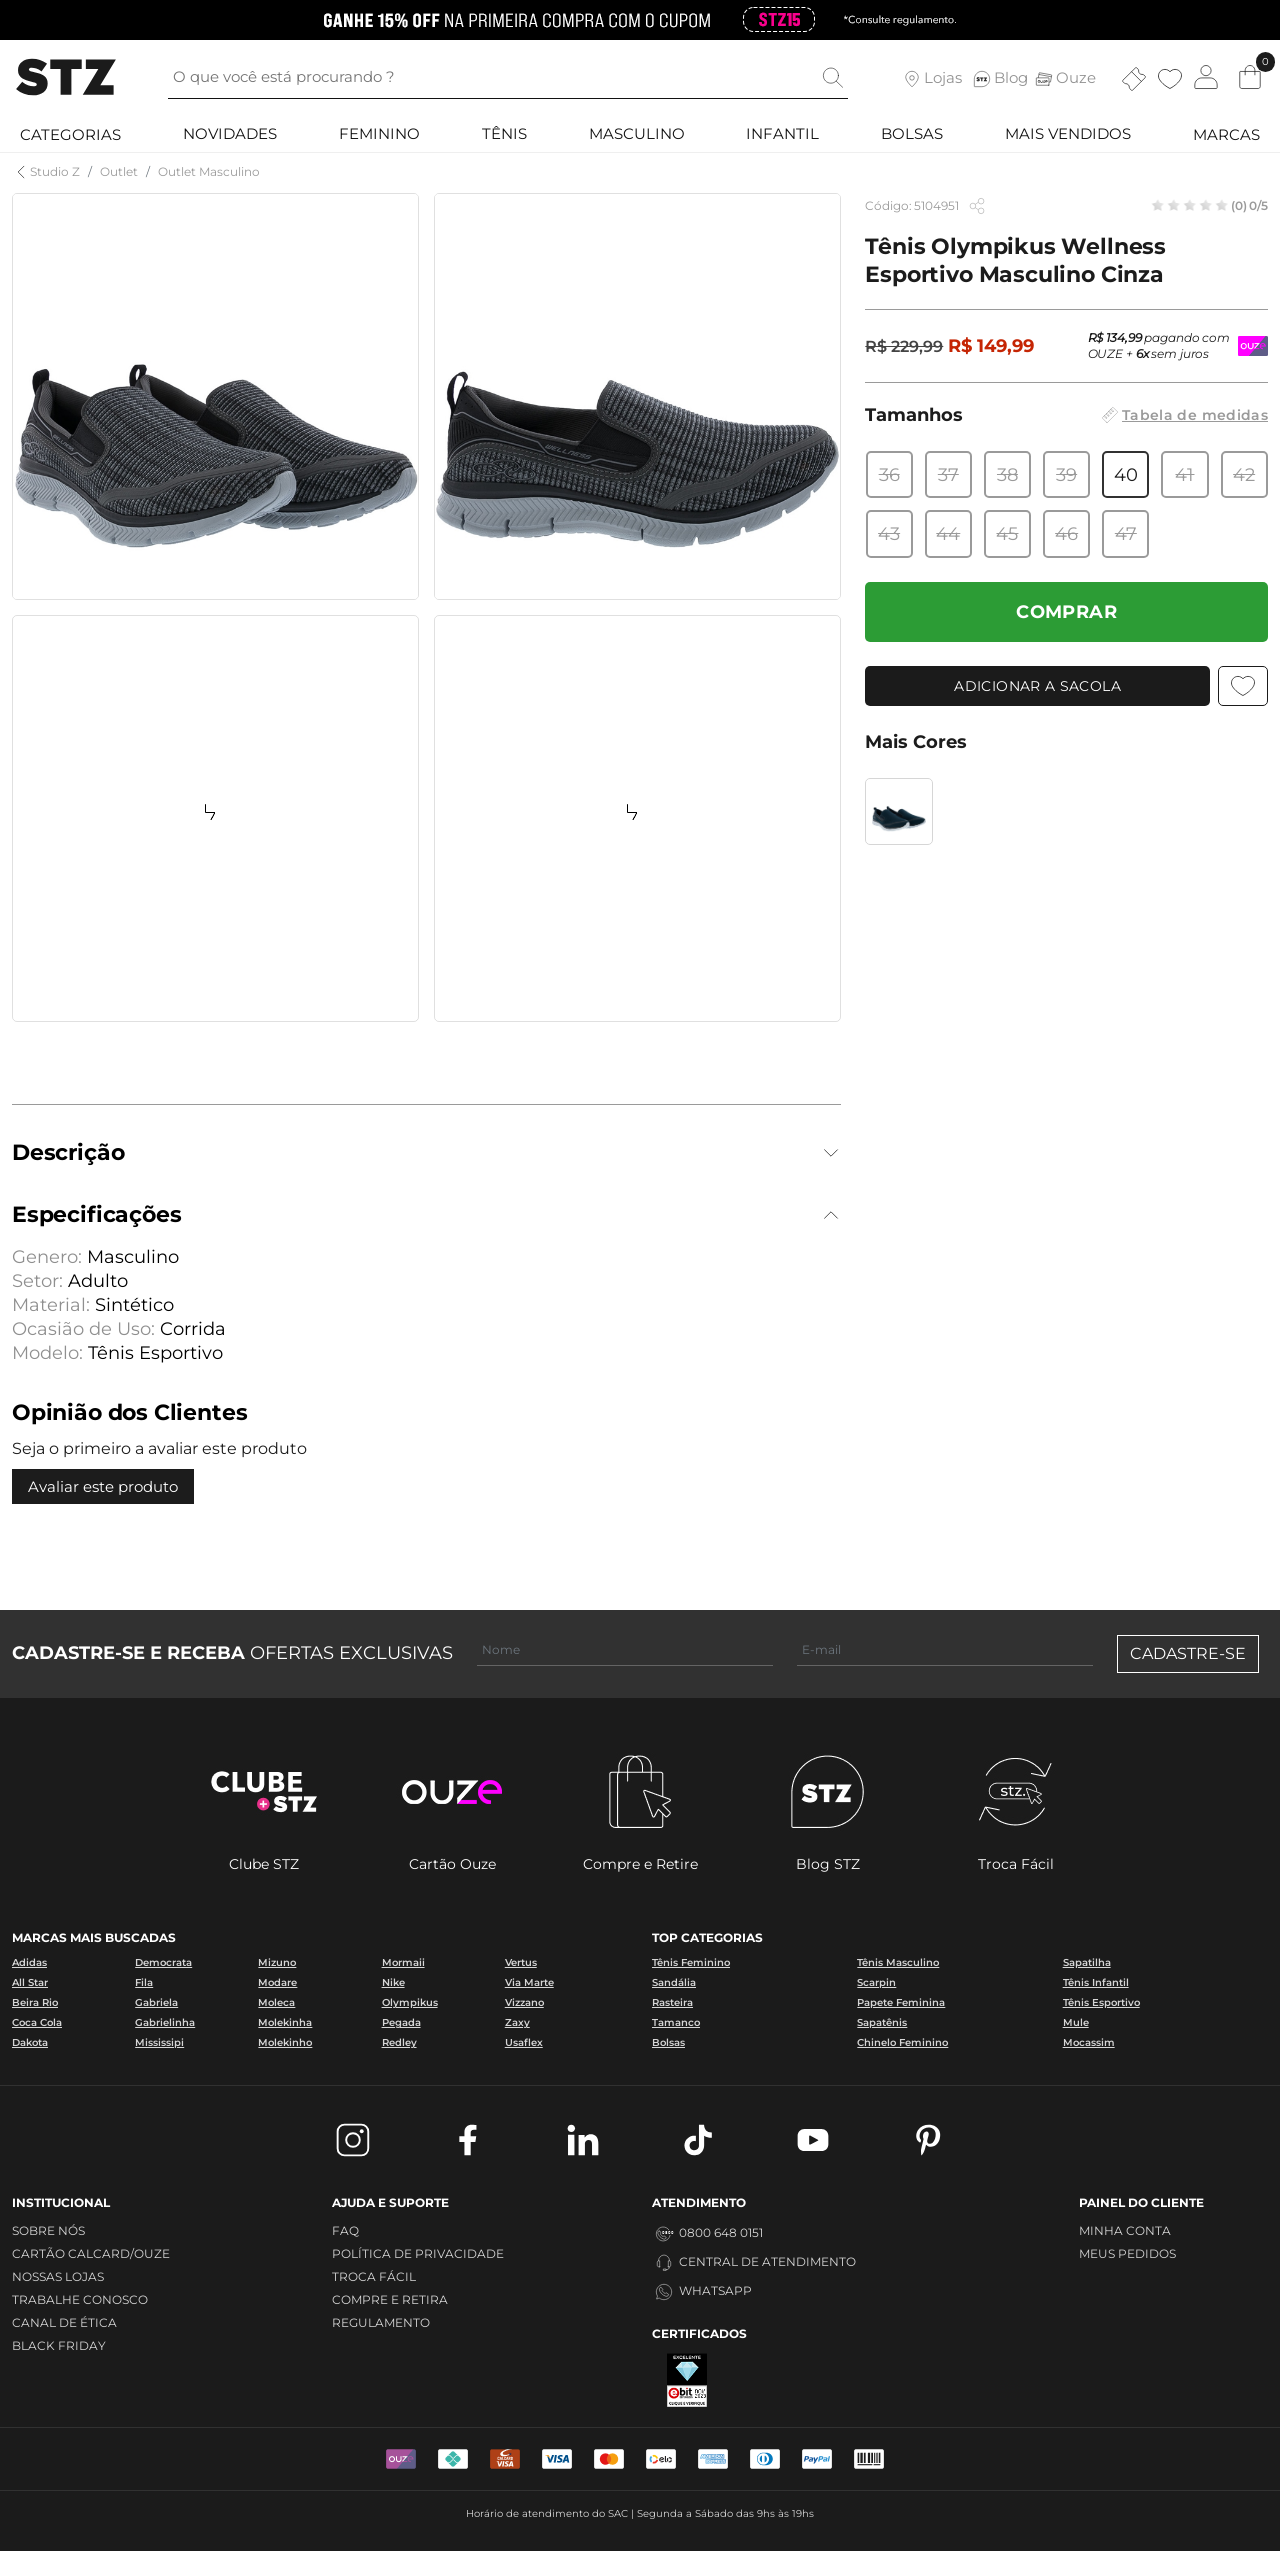 GANHE 15% OFF NA PRIMEIRA COMPRA COM O CUPOM STZ15 *Consulte regulamento.
STZ
O que você está procurando ?
Lojas Blog Ouze 0
CATEGORIAS NOVIDADES FEMININO TÊNIS MASCULINO INFANTIL BOLSAS MAIS VENDIDOS MARCAS
Studio Z / Outlet / Outlet Masculino
Código: 5104951
(0) 0/5
Tênis Olympikus Wellness
Esportivo Masculino Cinza
R$ 229,99 R$ 149,99
R$ 134,99 pagando com
OUZE + 6x sem juros
Tamanhos
Tabela de medidas
36 37 38 39 40 41 42
43 44 45 46 47
COMPRAR
ADICIONAR A SACOLA
Mais Cores
Descrição
Especificações
Genero: Masculino
Setor: Adulto
Material: Sintético
Ocasião de Uso: Corrida
Modelo: Tênis Esportivo
Opinião dos Clientes
Seja o primeiro a avaliar este produto
Avaliar este produto
CADASTRE-SE E RECEBA OFERTAS EXCLUSIVAS
Nome
E-mail
CADASTRE-SE
CLUBE + STZ
ouze
STZ
stz.
Clube STZ
Cartão Ouze
Compre e Retire
Blog STZ
Troca Fácil
MARCAS MAIS BUSCADAS
Adidas Democrata Mizuno Mormaii Vertus
All Star Fila Modare Nike Via Marte
Beira Rio Gabriela Moleca Olympikus Vizzano
Coca Cola Gabrielinha Molekinha Pegada Zaxy
Dakota Mississipi Molekinho Redley Usaflex
TOP CATEGORIAS
Tênis Feminino Tênis Masculino Sapatilha
Sandália Scarpin Tênis Infantil
Rasteira Papete Feminina Tênis Esportivo
Tamanco Sapatênis Mule
Bolsas Chinelo Feminino Mocassim
INSTITUCIONAL
SOBRE NÓS
CARTÃO CALCARD/OUZE
NOSSAS LOJAS
TRABALHE CONOSCO
CANAL DE ÉTICA
BLACK FRIDAY
AJUDA E SUPORTE
FAQ
POLÍTICA DE PRIVACIDADE
TROCA FÁCIL
COMPRE E RETIRA
REGULAMENTO
ATENDIMENTO
0800 648 0151
CENTRAL DE ATENDIMENTO
WHATSAPP
CERTIFICADOS
EXCELENTE
ebit
PAINEL DO CLIENTE
MINHA CONTA
MEUS PEDIDOS
VISA
elo
PayPal
Horário de atendimento do SAC | Segunda a Sábado das 9hs às 19hs